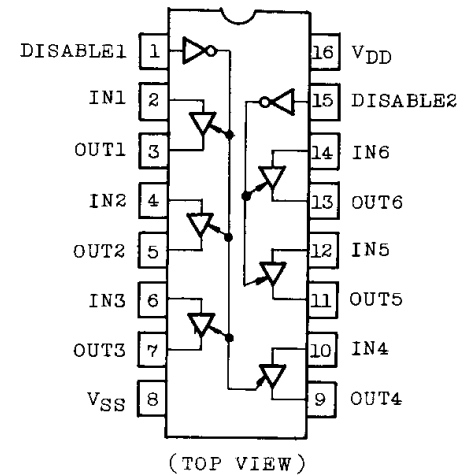 DISABLE1 1 16 VDD
IN1 2 15 DISABLE2
OUT1 3 14 IN6
IN2 4 13 OUT6
OUT2 5 12 IN5
IN3 6 11 OUT5
OUT3 7 10 IN4
VSS 8 9 OUT4
(TOP VIEW)